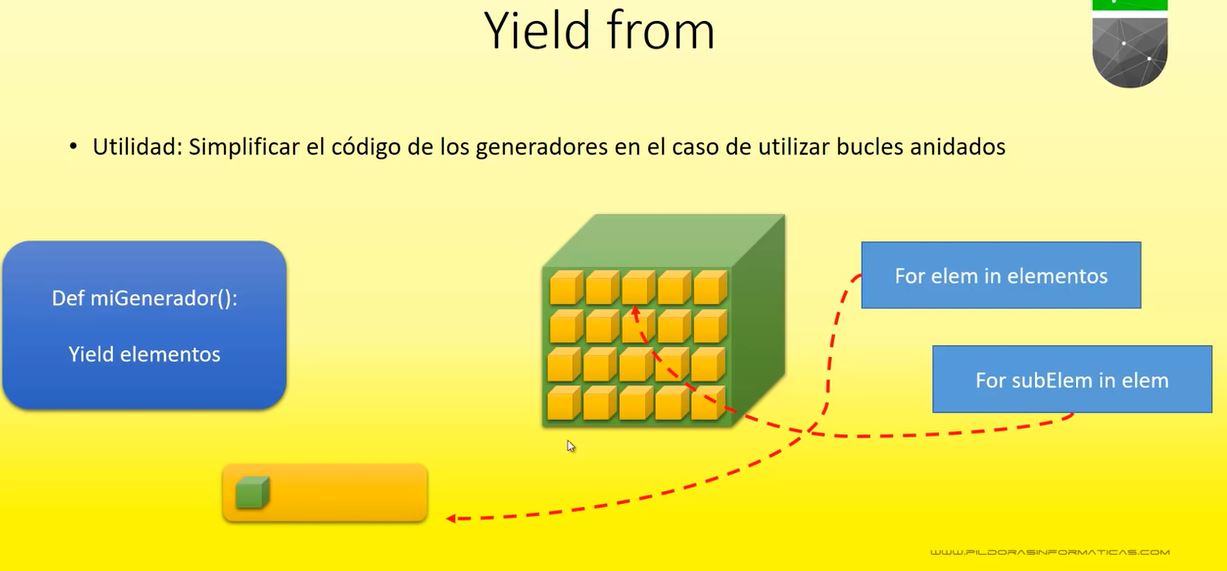 Yield from
• Utilidad: Simplificar el código de los generadores en el caso de utilizar bucles anidados
Def miGenerador():
Yield elementos
For elem in elementos
For subElem in elem
WWW.PILDORASINFORMATICAS.COM